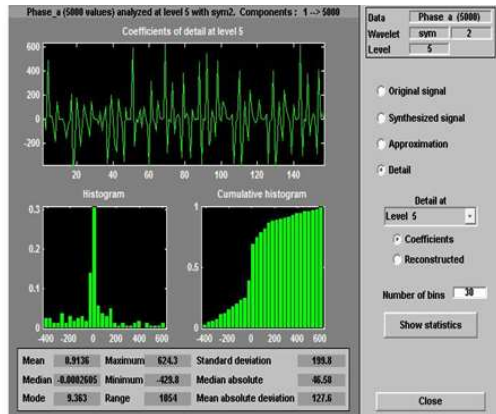 Phase_a (5000 values) analyzed at level 5 with sym2. Components : 1 --> 5000
Coefficients of detail at level 5
600
400
200
0
-200
20 40 60 80 100 120 140
Histogram
0.3
0.2
0.1
0
-400 -200 0 200 400 600
Cumulative histogram
1
0.5
0
-400 -200 0 200 400 600
Mean 0.9136 Maximum 624.3 Standard deviation 199.8
Median -0.0002605 Minimum -429.8 Median absolute 46.50
Mode 9.363 Range 1054 Mean absolute deviation 127.6
Data Phase_a (5000)
Wavelet sym 2
Level 5
Original signal
Synthesized signal
Approximation
Detail
Detail at
Level 5
Coefficients
Reconstructed
Number of bins 30
Show statistics
Close